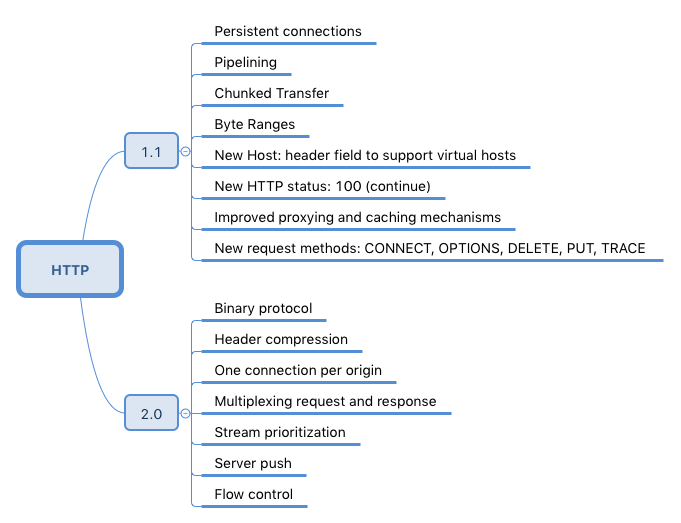 HTTP
1.1
Persistent connections
Pipelining
Chunked Transfer
Byte Ranges
New Host: header field to support virtual hosts
New HTTP status: 100 (continue)
Improved proxying and caching mechanisms
New request methods: CONNECT, OPTIONS, DELETE, PUT, TRACE
2.0
Binary protocol
Header compression
One connection per origin
Multiplexing request and response
Stream prioritization
Server push
Flow control